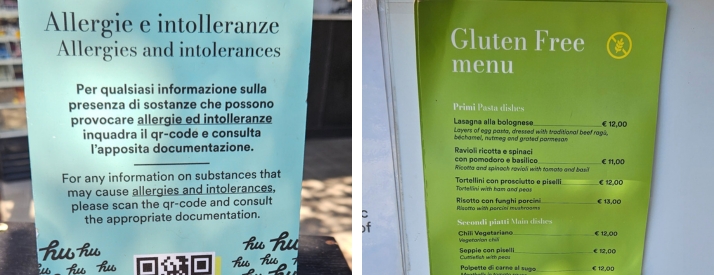 Allergie e intolleranze
Allergies and intolerances
Per qualsiasi informazione sulla
presenza di sostanze che possono
provocare allergie ed intolleranze
inquadra il qr-code e consulta
l'apposita documentazione.
For any information on substances that
may cause allergies and intolerances,
please scan the qr-code and consult
the appropriate documentation.
hu hu
hu hu
hu hu
hu
Gluten Free
menu
Primi Pasta dishes
Lasagna alla bolognese € 12,00
Layers of egg pasta, dressed with traditional beef ragù,
béchamel, nutmeg and grated parmesan
Ravioli ricotta e spinaci
con pomodoro e basilico € 11,00
Ricotta and spinach ravioli with tomato and basil
Tortellini con prosciutto e piselli € 12,00
Tortellini with ham and peas
Risotto con funghi porcini € 13,00
Risotto with porcini mushrooms
Secondi piatti Main dishes
Chili Vegetariano € 12,00
Vegetarian chili
Seppie con piselli € 12,00
Cuttlefish with peas
Polpette di carne al sugo € 12,00